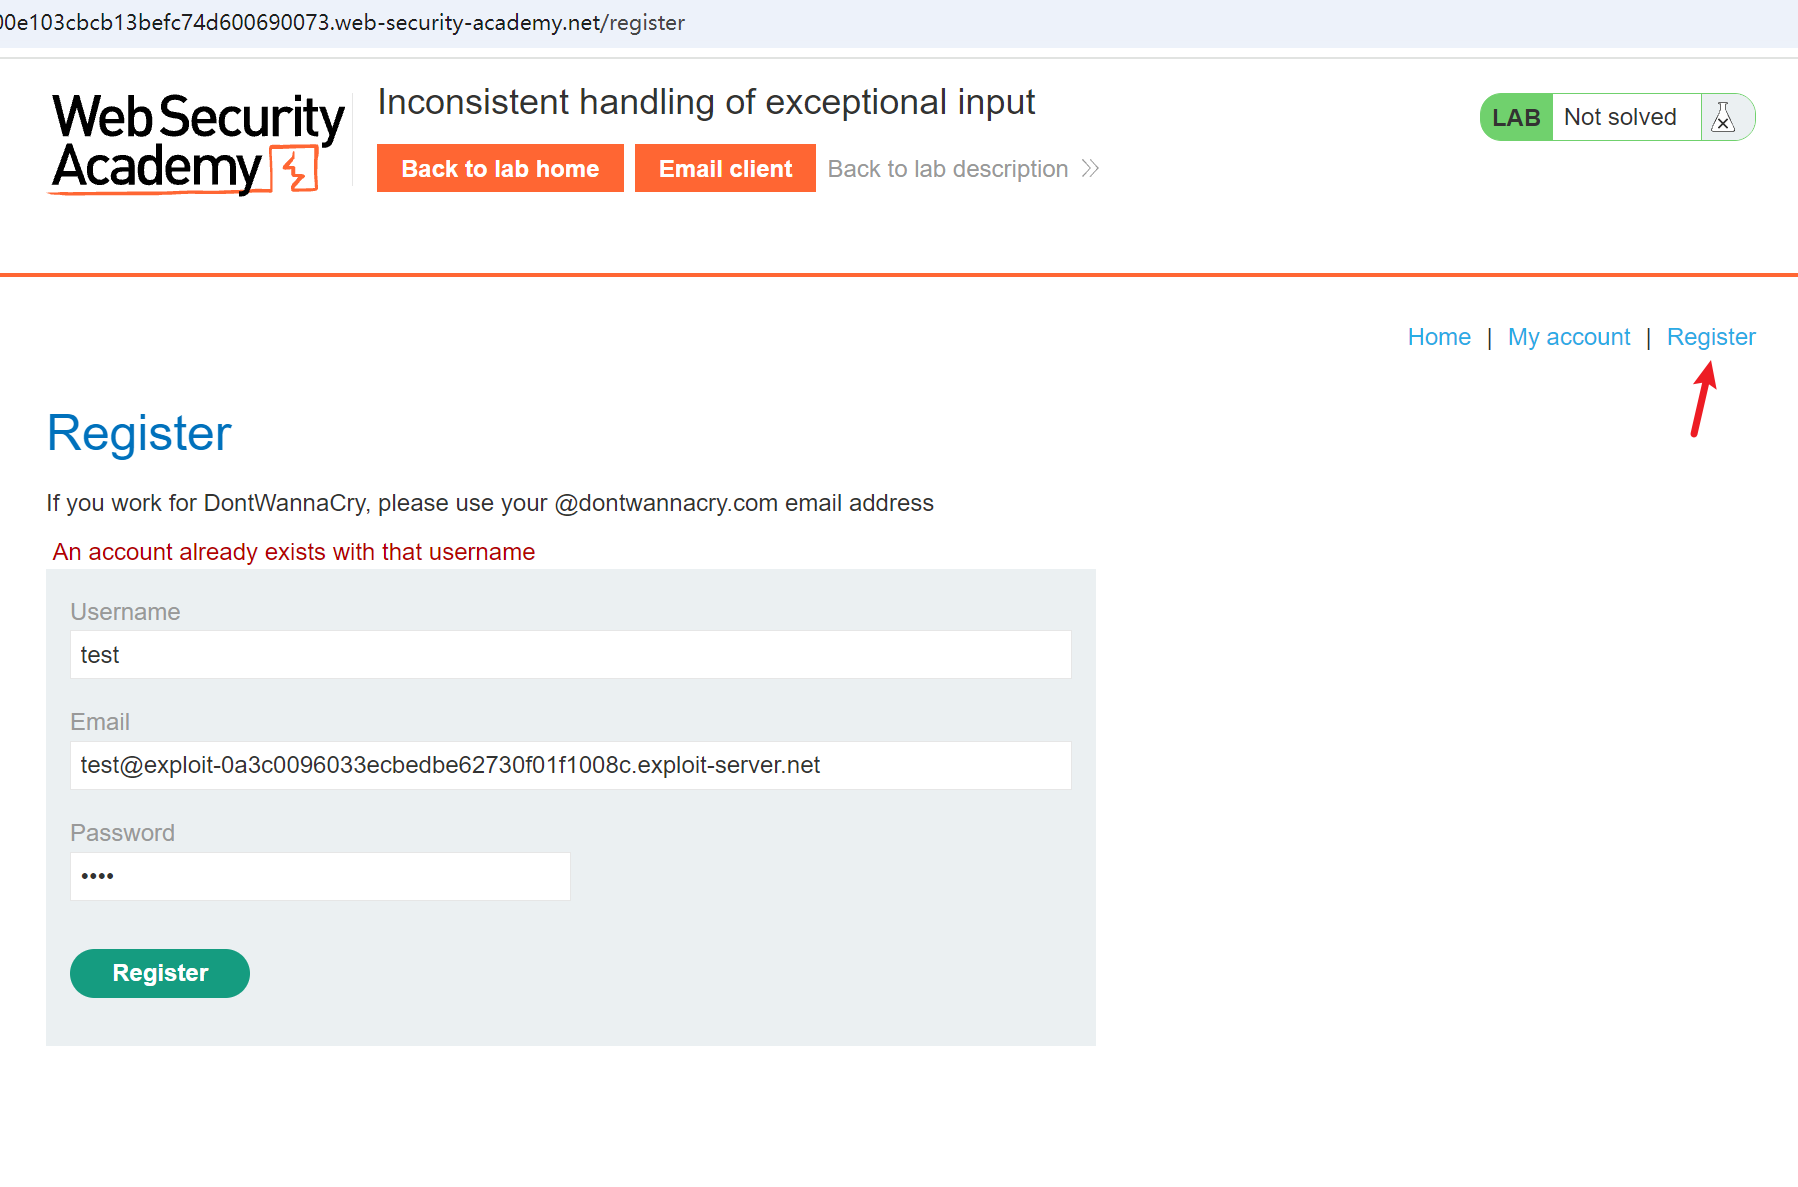 00e103cbcb13befc74d600690073.web-security-academy.net/register
Web Security
Academy
Inconsistent handling of exceptional input
Back to lab home
Email client
Back to lab description
LAB
Not solved
Home | My account | Register
Register
If you work for DontWannaCry, please use your @dontwannacry.com email address
An account already exists with that username
Username
test
Email
test@exploit-0a3c0096033ecbedbe62730f01f1008c.exploit-server.net
Password
••••
Register